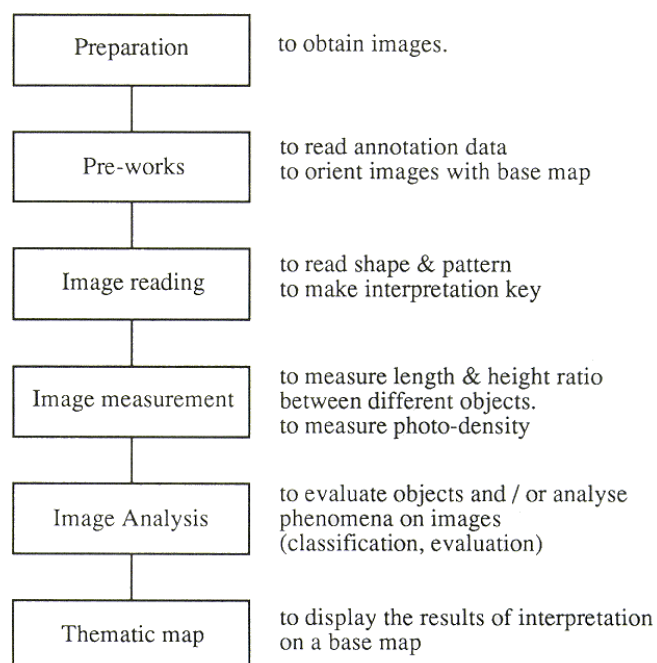 Preparation
to obtain images.
Pre-works
to read annotation data
to orient images with base map
Image reading
to read shape & pattern
to make interpretation key
Image measurement
to measure length & height ratio
between different objects.
to measure photo-density
Image Analysis
to evaluate objects and / or analyse
phenomena on images
(classification, evaluation)
Thematic map
to display the results of interpretation
on a base map